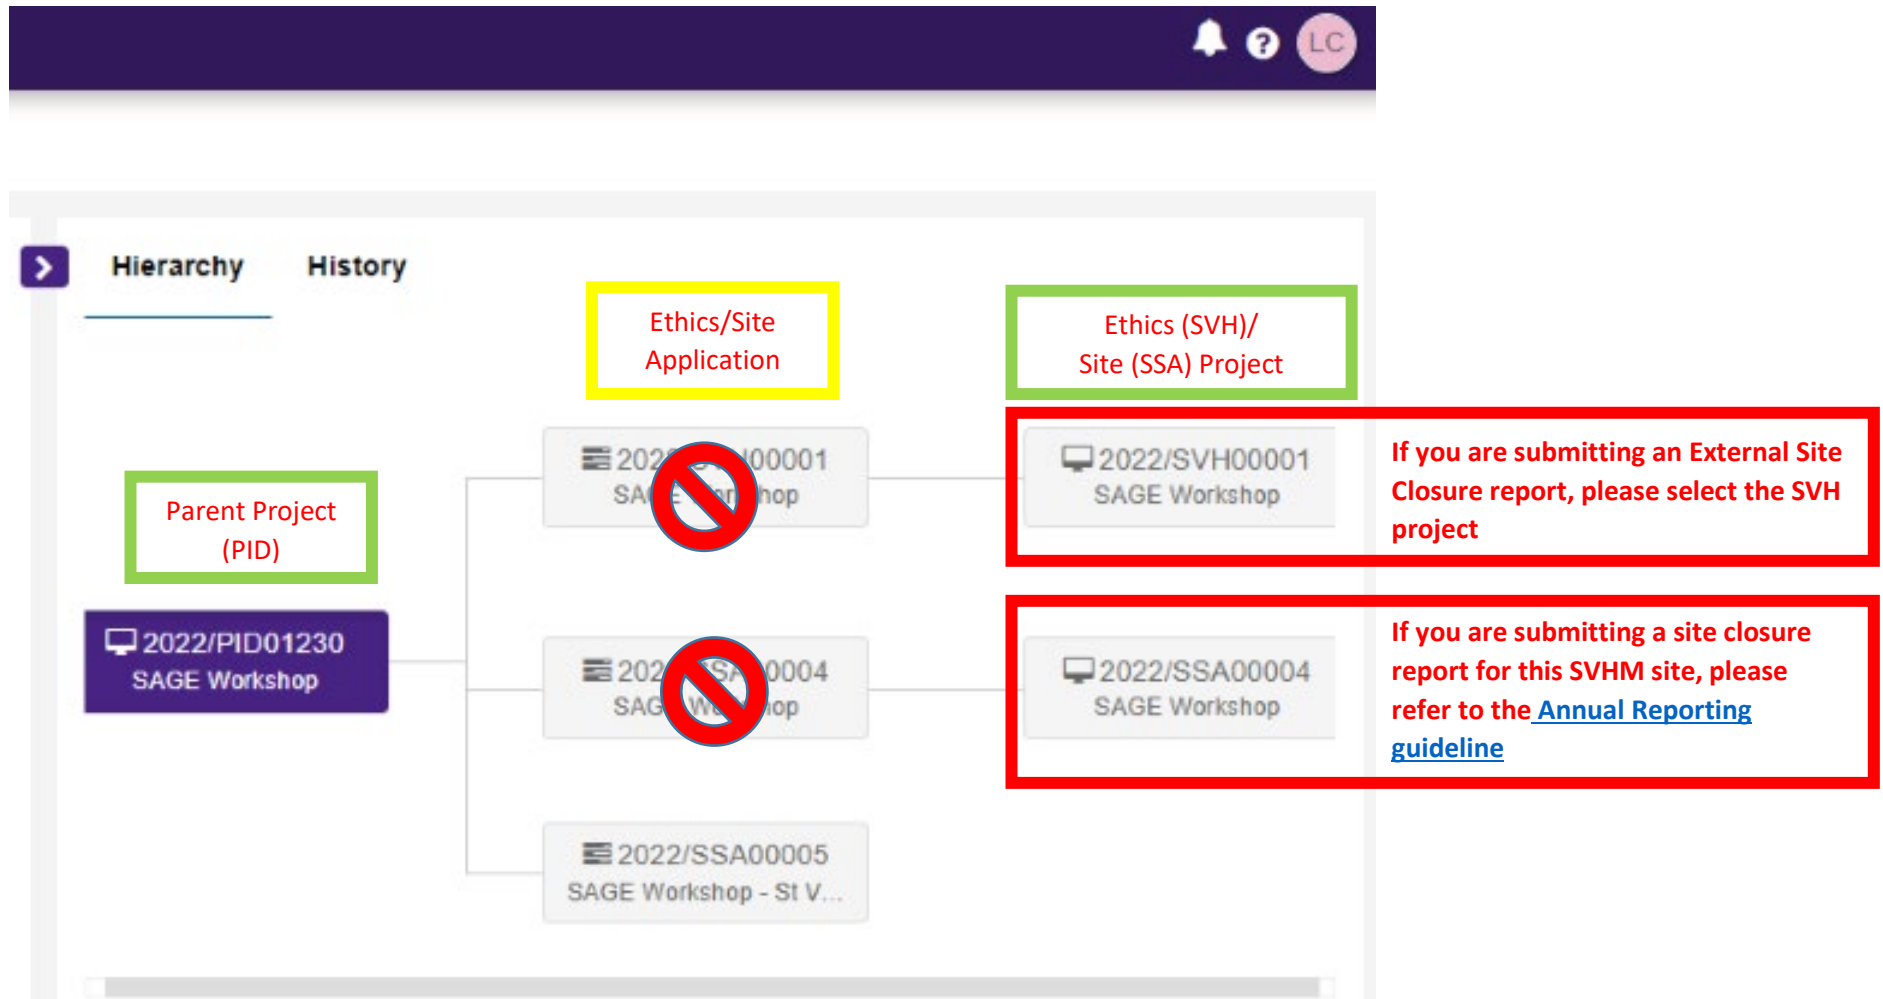 LC
Hierarchy History
Ethics/Site
Application
Ethics (SVH)/
Site (SSA) Project
Parent Project
(PID)
2022/PID01230
SAGE Workshop
00001
2022/SVH00001
SAGE Workshop
If you are submitting an External Site
Closure report, please select the SVH
project
0004
2022/SSA00004
SAGE Workshop
If you are submitting a site closure
report for this SVHM site, please
refer to the Annual Reporting
guideline
2022/SSA00005
SAGE Workshop - St V...